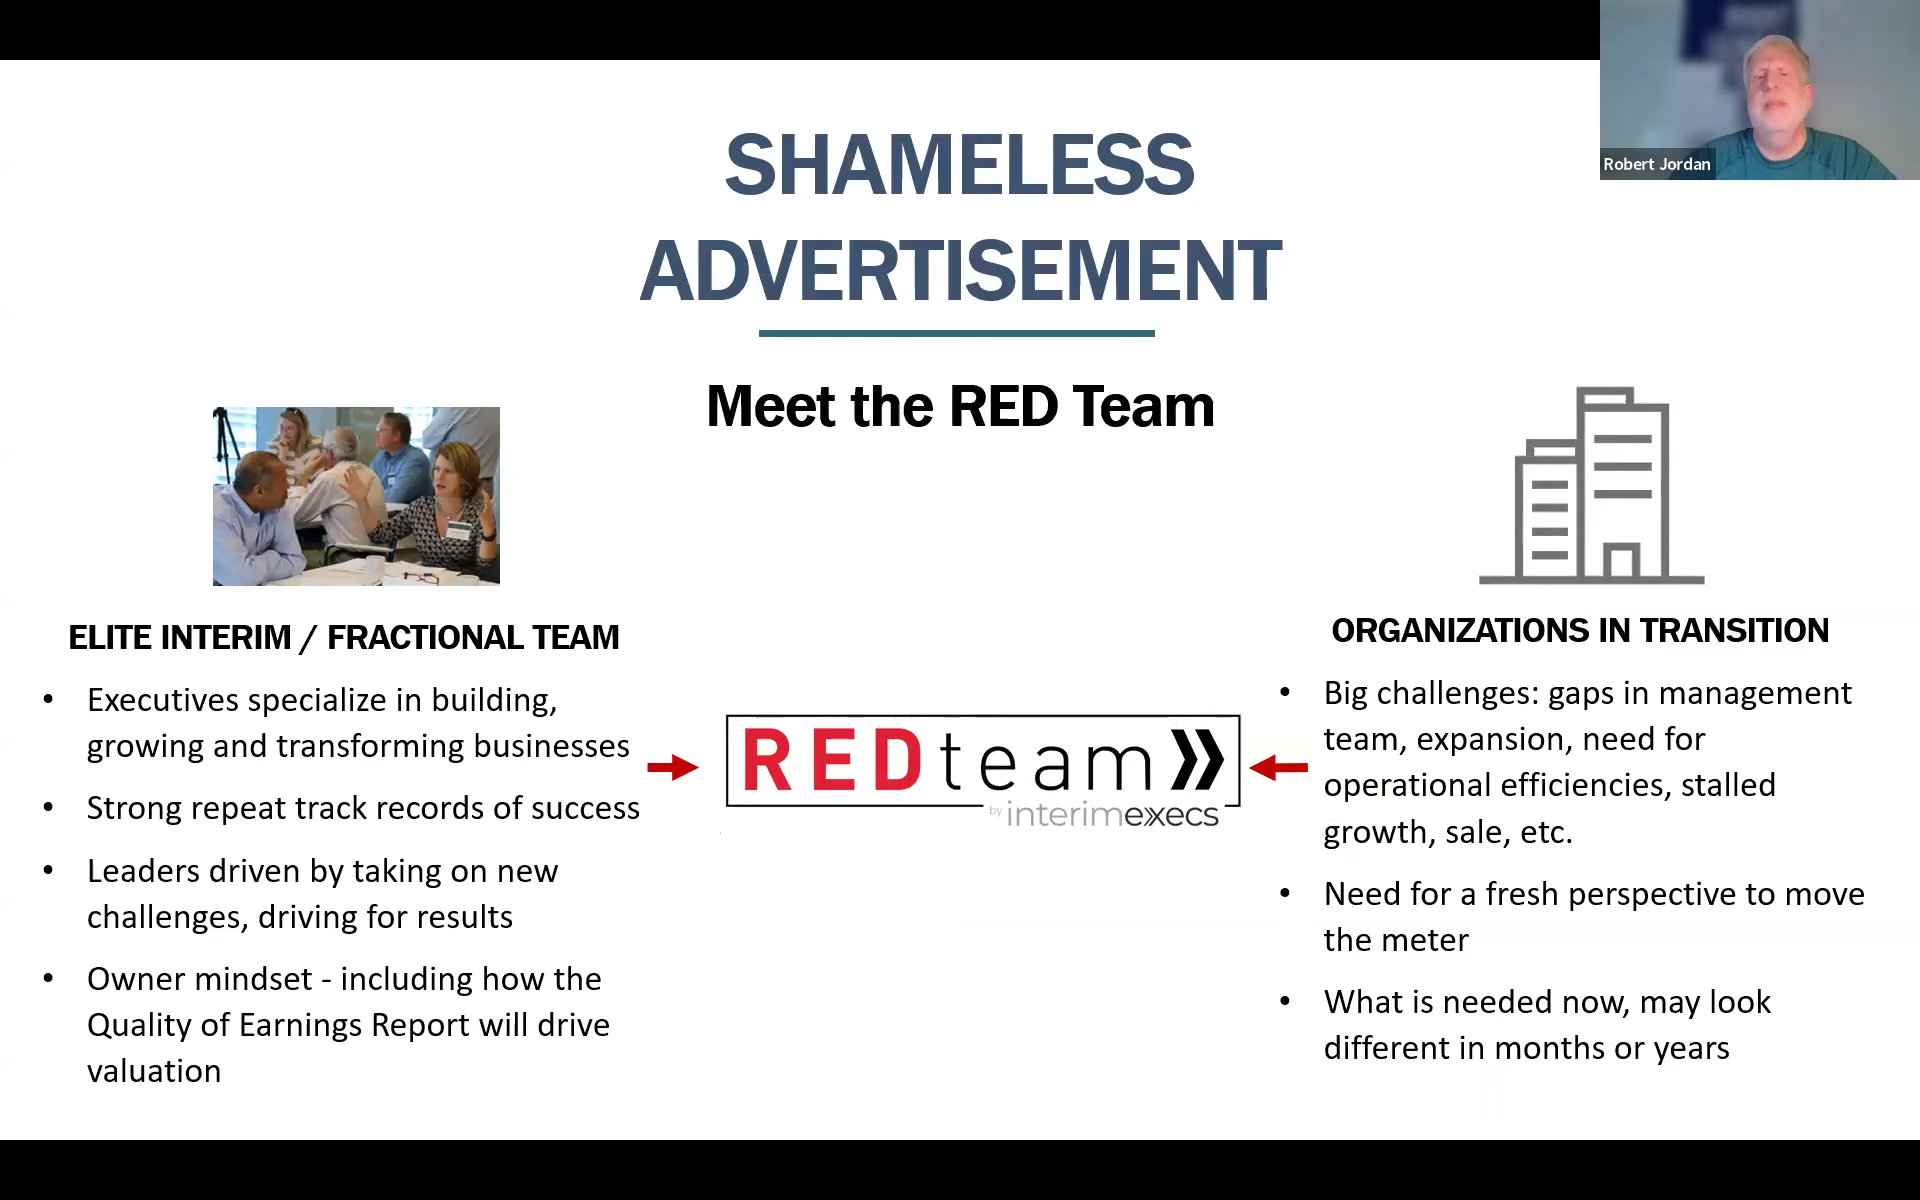 Robert Jordan
SHAMELESS
ADVERTISEMENT
Meet the RED Team
ELITE INTERIM / FRACTIONAL TEAM
• Executives specialize in building,
growing and transforming businesses
• Strong repeat track records of success
• Leaders driven by taking on new
challenges, driving for results
• Owner mindset - including how the
Quality of Earnings Report will drive
valuation
REDteam
by interimexecs
ORGANIZATIONS IN TRANSITION
• Big challenges: gaps in management
team, expansion, need for
operational efficiencies, stalled
growth, sale, etc.
• Need for a fresh perspective to move
the meter
• What is needed now, may look
different in months or years